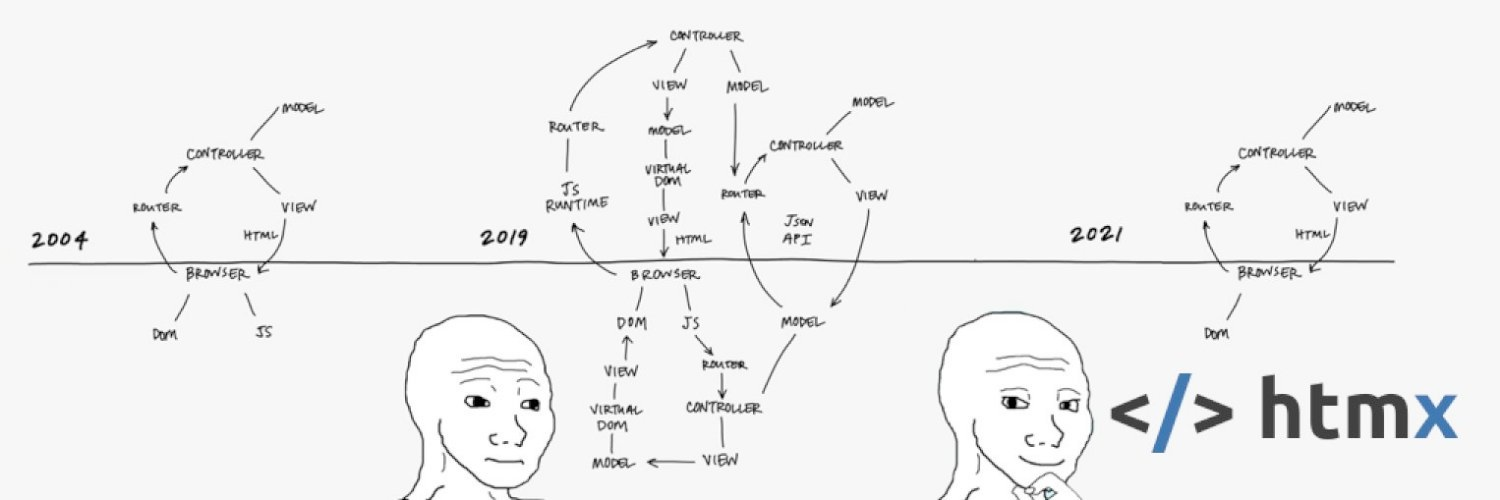 2004
MODEL
CONTROLLER
ROUTER
VIEW
HTML
BROWSER
DOM
JS
2019
CONTROLLER
VIEW
MODEL
ROUTER
MODEL
VIRTUAL
DOM
JS
RUNTIME
VIEW
HTML
MODEL
CONTROLLER
ROUTER
VIEW
JSON
API
BROWSER
DOM
JS
MODEL
VIEW
ROUTER
VIRTUAL
DOM
CONTROLLER
MODEL
VIEW
2021
MODEL
CONTROLLER
ROUTER
VIEW
HTML
BROWSER
DOM
</> htmx